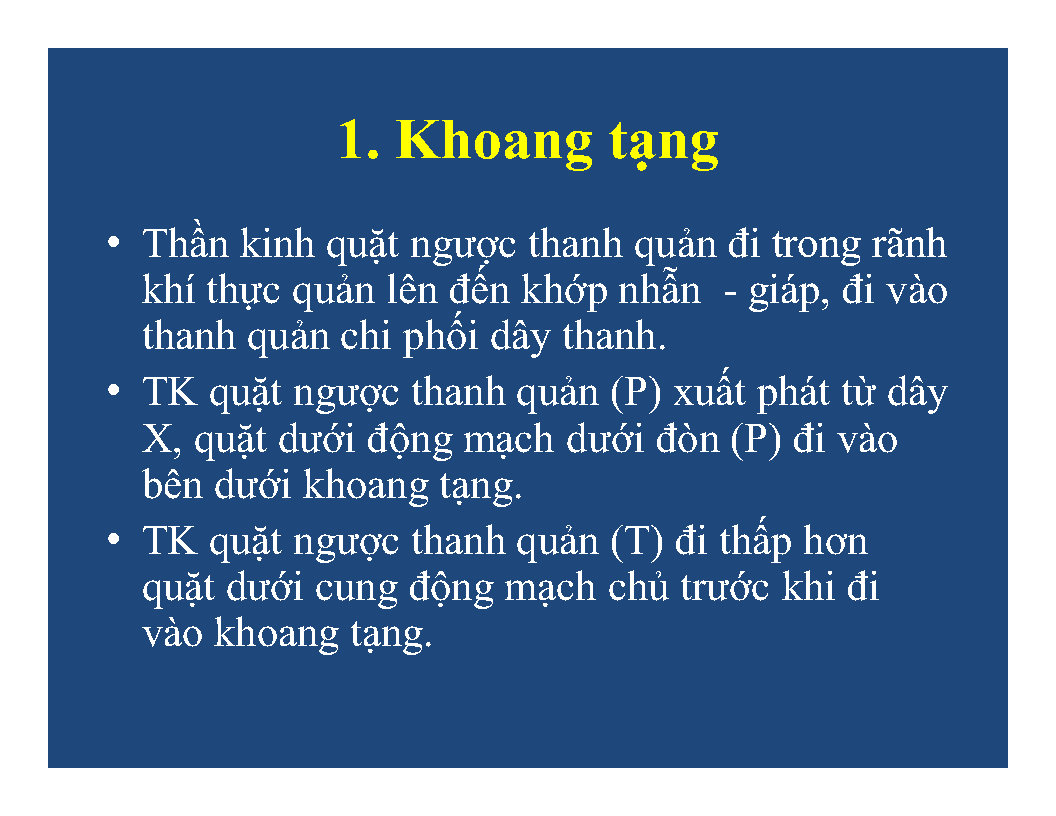 1. Khoang tạng
• Thần kinh quặt ngược thanh quản đi trong rãnh
khí thực quản lên đến khớp nhẫn - giáp, đi vào
thanh quản chi phối dây thanh.
• TK quặt ngược thanh quản (P) xuất phát từ dây
X, quặt dưới động mạch dưới đòn (P) đi vào
bên dưới khoang tạng.
• TK quặt ngược thanh quản (T) đi thấp hơn
quặt dưới cung động mạch chủ trước khi đi
vào khoang tạng.